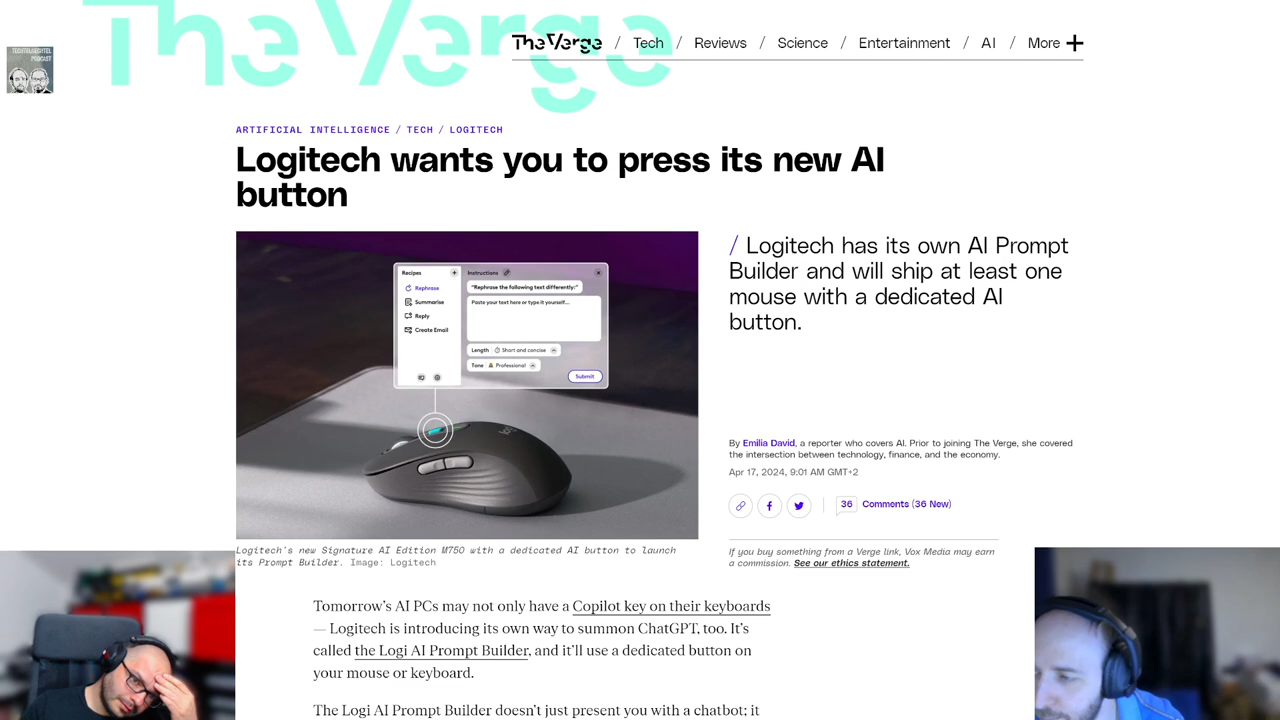 The Verge
TECHTELMECHTEL
PODCAST
The Verge / Tech / Reviews / Science / Entertainment / AI / More +
ARTIFICIAL INTELLIGENCE / TECH / LOGITECH
Logitech wants you to press its new AI
button
Recipes +
Rephrase
Summarise
Reply
Create Email
Instructions
"Rephrase the following text differently:"
Paste your text here or type it yourself...
Length Short and concise
Tone Professional
Submit
logi
/ Logitech has its own AI Prompt
Builder and will ship at least one
mouse with a dedicated AI
button.
By Emilia David, a reporter who covers AI. Prior to joining The Verge, she covered
the intersection between technology, finance, and the economy.
Apr 17, 2024, 9:01 AM GMT+2
36 Comments (36 New)
Logitech's new Signature AI Edition M750 with a dedicated AI button to launch
its Prompt Builder. Image: Logitech
If you buy something from a Verge link, Vox Media may earn
a commission. See our ethics statement.
Tomorrow's AI PCs may not only have a Copilot key on their keyboards
— Logitech is introducing its own way to summon ChatGPT, too. It's
called the Logi AI Prompt Builder, and it'll use a dedicated button on
your mouse or keyboard.
The Logi AI Prompt Builder doesn't just present you with a chatbot; it